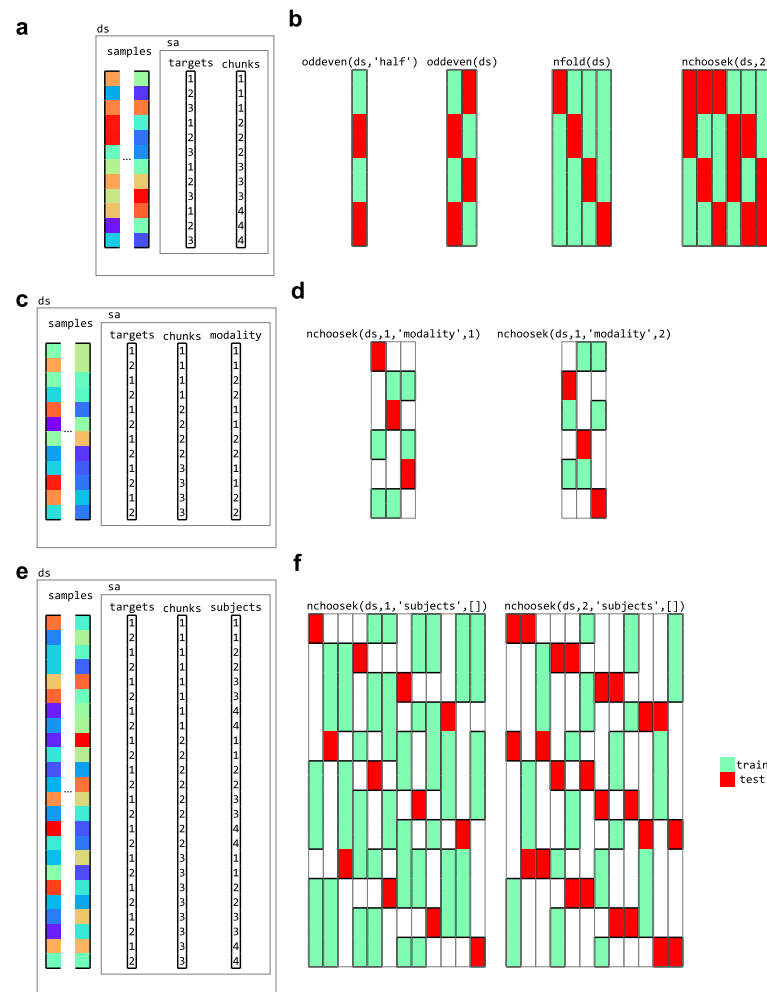 a
ds
samples
sa
targets chunks
1 1
2 1
3 1
1 2
2 2
3 2
...
1 3
2 3
3 3
1 4
2 4
3 4
b
oddeven(ds,'half')
oddeven(ds)
nfold(ds)
nchoosek(ds,2
c
ds
samples
sa
targets chunks modality
1 1 1
2 1 1
1 1 2
2 1 2
1 2 1
2 2 1
...
1 2 2
2 2 2
1 3 1
2 3 1
1 3 2
2 3 2
d
nchoosek(ds,1,'modality',1)
nchoosek(ds,1,'modality',2)
e
ds
samples
sa
targets chunks subjects
1 1 1
2 1 1
1 1 2
2 1 2
1 1 3
2 1 3
1 1 4
2 1 4
1 2 1
2 2 1
1 2 2
2 2 2
...
1 2 3
2 2 3
1 2 4
2 2 4
1 3 1
2 3 1
1 3 2
2 3 2
1 3 3
2 3 3
1 3 4
2 3 4
f
nchoosek(ds,1,'subjects',[])
nchoosek(ds,2,'subjects',[])
train
test